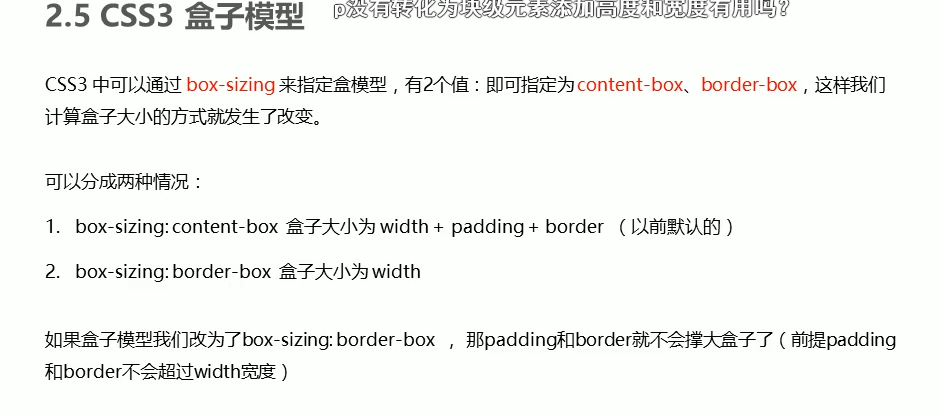 2.5 CSS3 盒子模型
p没有转化为块级元素添加高度和宽度有用吗?
CSS3 中可以通过 box-sizing 来指定盒模型，有2个值：即可指定为content-box、border-box，这样我们
计算盒子大小的方式就发生了改变。
可以分成两种情况：
1. box-sizing: content-box 盒子大小为 width + padding + border （以前默认的）
2. box-sizing: border-box 盒子大小为 width
如果盒子模型我们改为了box-sizing: border-box ， 那padding和border就不会撑大盒子了（前提padding
和border不会超过width宽度）